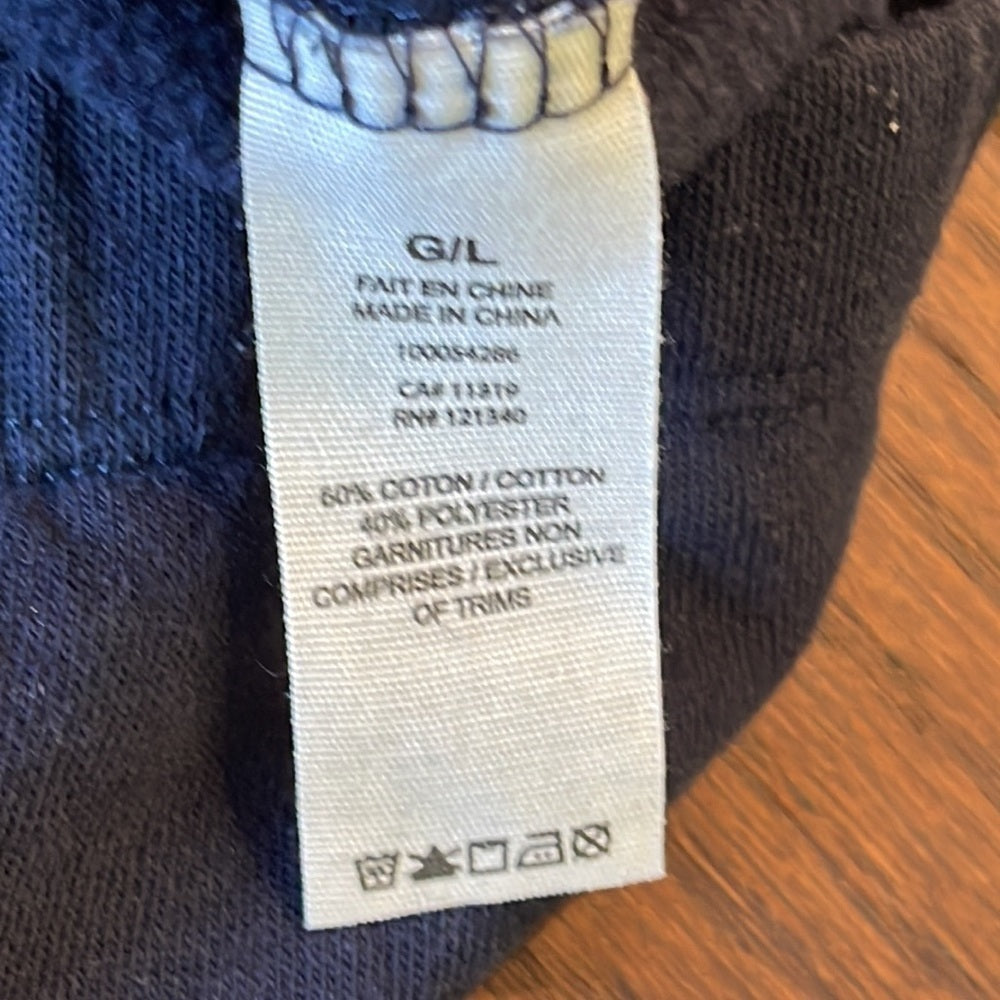 G/L
FAIT EN CHINE
MADE IN CHINA
100054286
CA# 11319
RN# 121340
60% COTON / COTTON
40% POLYESTER
GARNITURES NON
COMPRISES / EXCLUSIVE
OF TRIMS